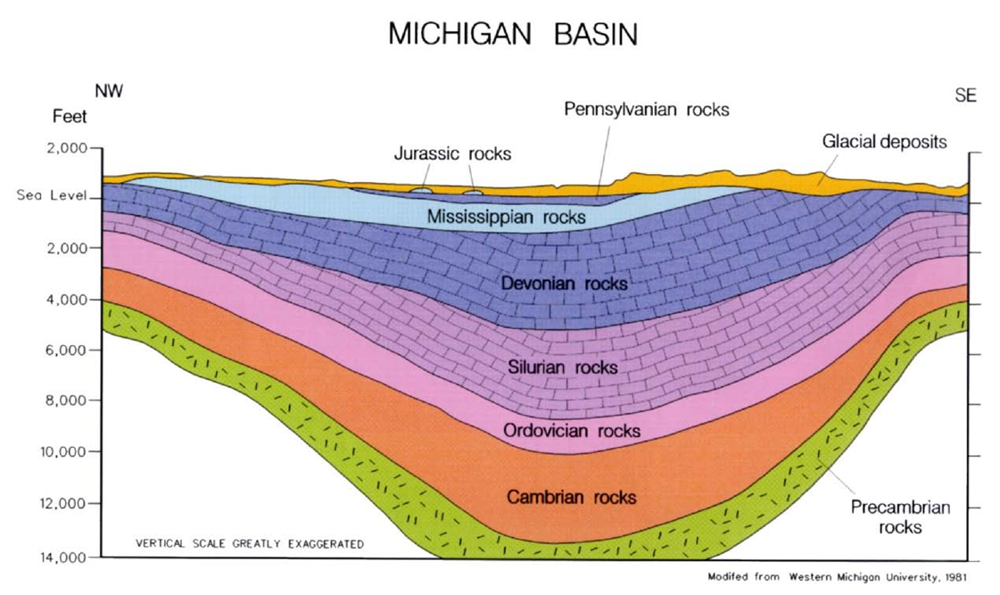 MICHIGAN BASIN
NW
SE
Feet
Pennsylvanian rocks
Glacial deposits
Jurassic rocks
2,000
Sea Level
Mississippian rocks
2,000
Devonian rocks
4,000
6,000
Silurian rocks
8,000
Ordovician rocks
10,000
Cambrian rocks
12,000
Precambrian
rocks
VERTICAL SCALE GREATLY EXAGGERATED
14,000
Modifed from Western Michigan University, 1981